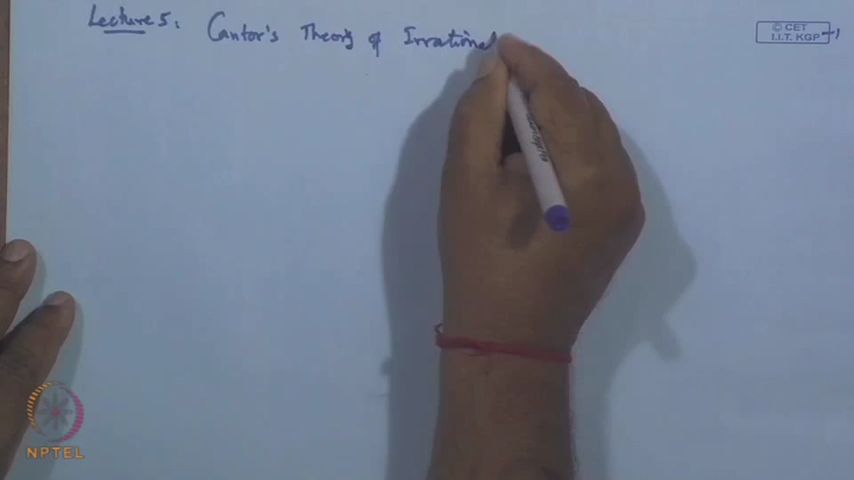 Lecture 5: Cantor's Theory of Irrational
© CET
I.I.T. KGP
NPTEL